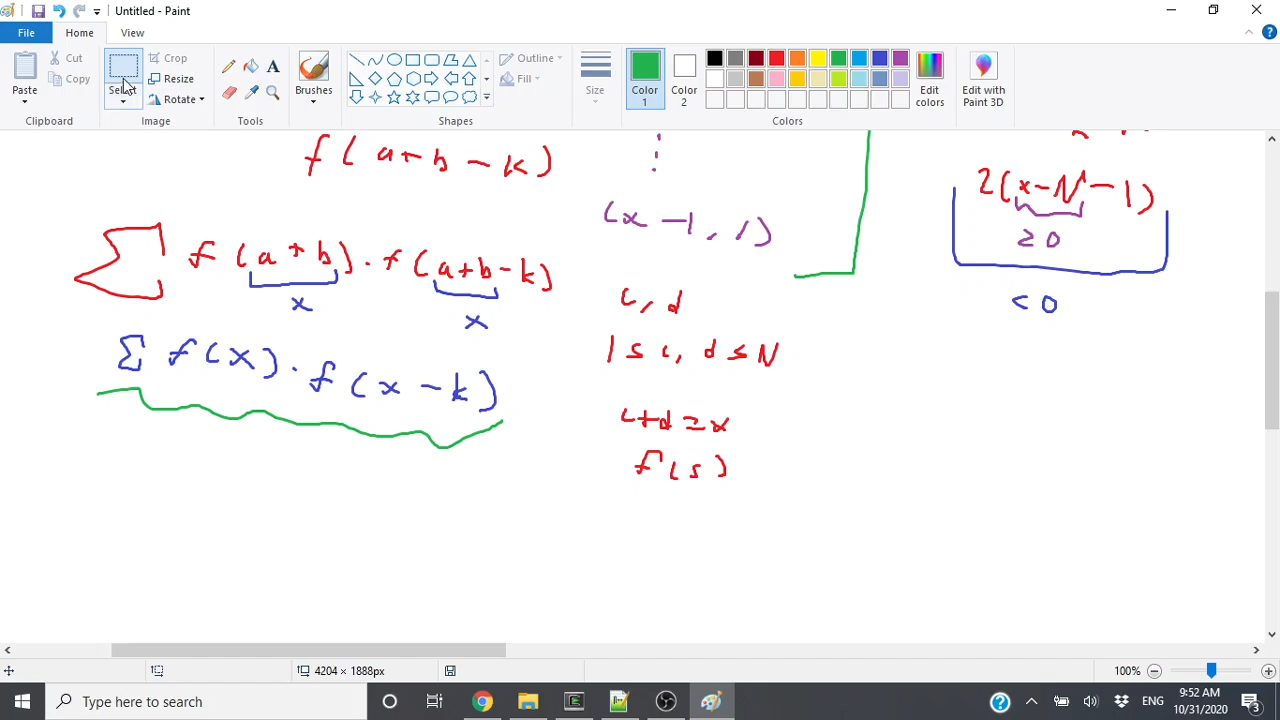 Untitled - Paint
File Home View
Paste
Cut
Copy
Clipboard
Select
Crop
Resize
Rotate
Image
A
Tools
Brushes
Outline
Fill
Shapes
Size
Color 1
Color 2
Edit colors
Colors
Edit with Paint 3D
f(a+b-k)
(x-1, 1)
2(x-N-1)
≥ 0
< 0
Σ f(a+b)·f(a+b-k)
x
x
Σ f(x)·f(x-k)
c, d
1 ≤ c, d ≤ N
c+d=x
f(s)
4204 × 1888px
100%
Type here to search
ENG
9:52 AM
10/31/2020
3